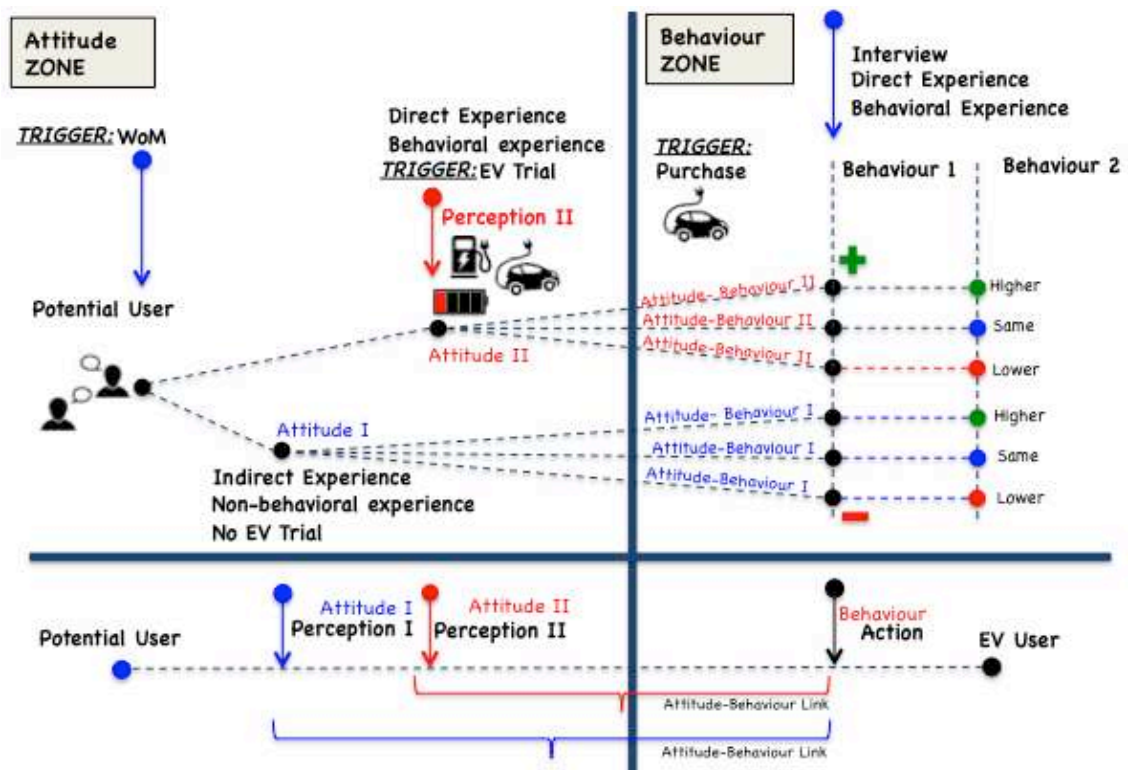 Attitude
ZONE
Behaviour
ZONE
Interview
Direct Experience
Behavioral Experience
TRIGGER: WoM
Direct Experience
Behavioral experience
TRIGGER: EV Trial
Perception II
TRIGGER:
Purchase
Behaviour 1
Behaviour 2
Potential User
Attitude II
Attitude- Behaviour II
Attitude-Behaviour II
Attitude-Behaviour II
Higher
Same
Lower
Attitude I
Indirect Experience
Non-behavioral experience
No EV Trial
Attitude- Behaviour I
Attitude-Behaviour I
Attitude-Behaviour I
Higher
Same
Lower
Potential User
Attitude I
Perception I
Attitude II
Perception II
Behaviour
Action
EV User
Attitude-Behaviour Link
Attitude-Behaviour Link